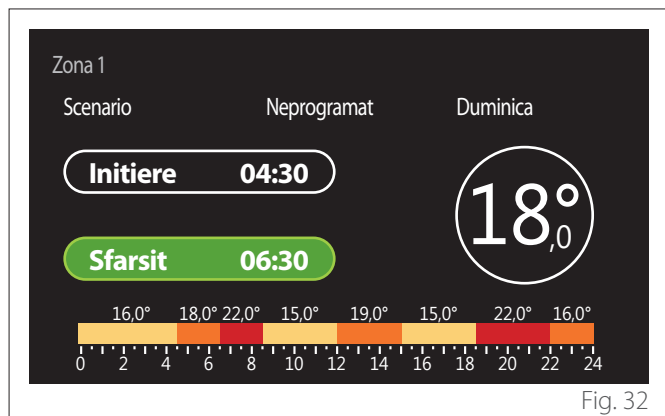 Zona 1
Scenario Neprogramat Duminica
Initiere 04:30
18°,0
Sfarsit 06:30
16,0° 18,0° 22,0° 15,0° 19,0° 15,0° 22,0° 16,0°
0 2 4 6 8 10 12 14 16 18 20 22 24
Fig. 32